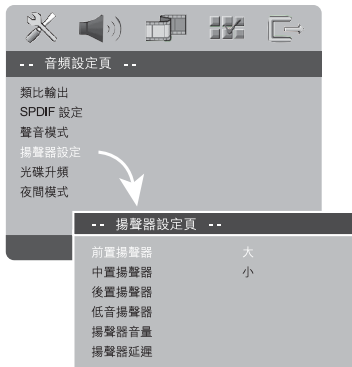 -- 音頻設定頁 --
類比輸出
SPDIF 設定
聲音模式
揚聲器設定
光碟升頻
夜間模式
-- 揚聲器設定頁 --
前置揚聲器 大
中置揚聲器 小
後置揚聲器
低音揚聲器
揚聲器音量
揚聲器延遲